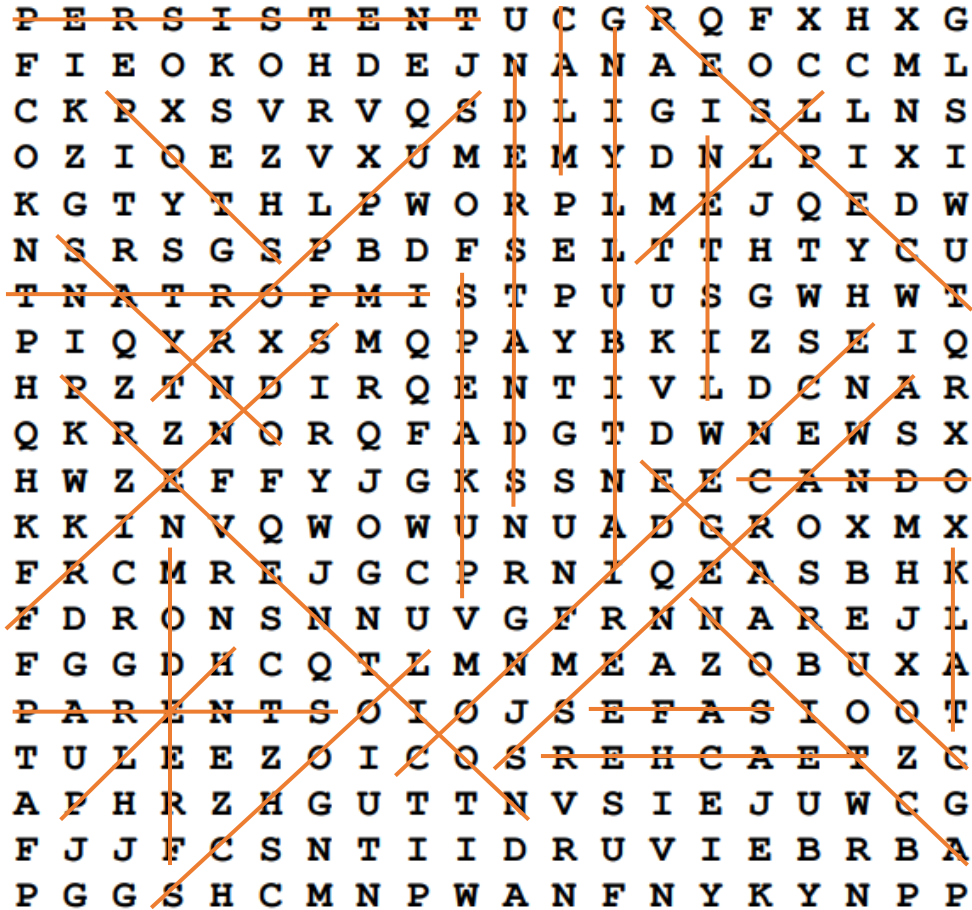 P E R S I S T E N T U C G R Q F X H X G
F I E O K O H D E J N A N A E O C C M L
C K P X S V R V Q S D L I G I S L L N S
O Z I O E Z V X U M E M Y D N L P I X I
K G T Y T H L P W O R P L M E J Q E D W
N S R S G S P B D F S E L T T H T Y C U
T N A T R O P M I S T P U U S G W H W T
P I Q Y R X S M Q P A Y B K I Z S E I Q
H P Z T N D I R Q E N T I V L D C N A R
Q K R Z N O R Q F A D G T D W N E W S X
H W Z E F F Y J G K S S N E E C A N D O
K K I N V Q W O W U N U A D G R O X M X
F R C M R E J G C P R N I Q E A S B H K
F D R O N S N N U V G F R N N A R E J L
F G G D H C Q T L M N M E A Z O B U X A
P A R E N T S O I O J S E F A S I O O T
T U L E E Z O I C O S R E H C A E T Z C
A P H R Z H G U T T N V S I E J U W C G
F J J F C S N T I I D R U V I E B R B A
P G G S H C M N P W A N F N Y K Y N P P